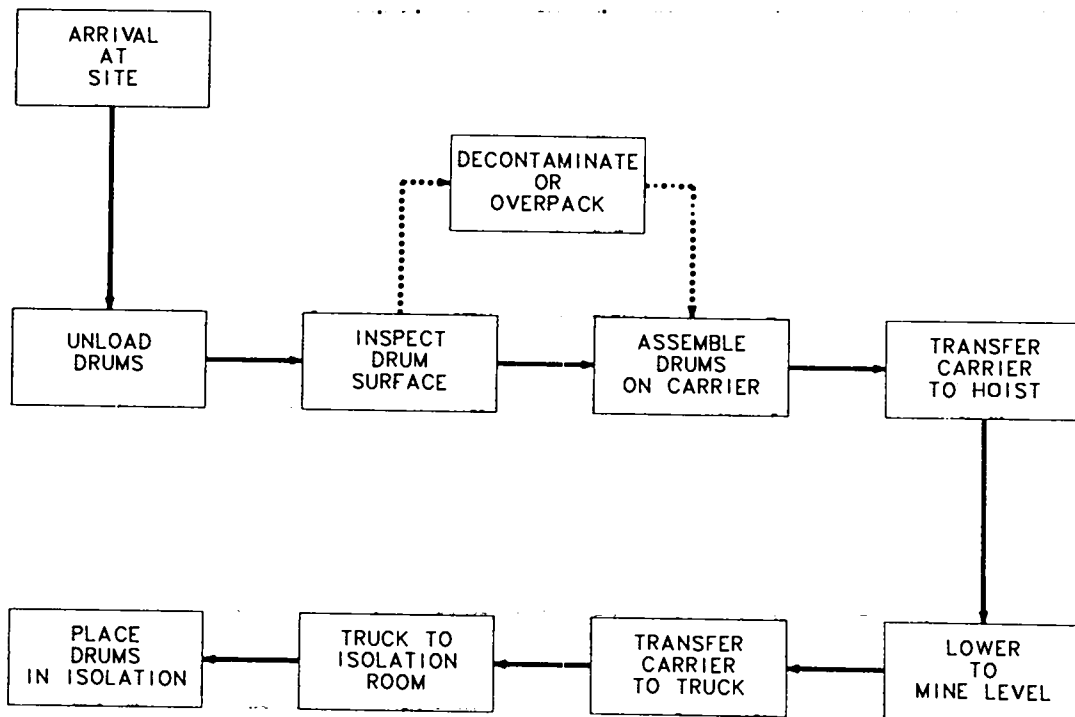 ARRIVAL
AT
SITE
DECONTAMINATE
OR
OVERPACK
UNLOAD
DRUMS
INSPECT
DRUM
SURFACE
ASSEMBLE
DRUMS
ON CARRIER
TRANSFER
CARRIER
TO HOIST
PLACE
DRUMS
IN ISOLATION
TRUCK TO
ISOLATION
ROOM
TRANSFER
CARRIER
TO TRUCK
LOWER
TO
MINE LEVEL